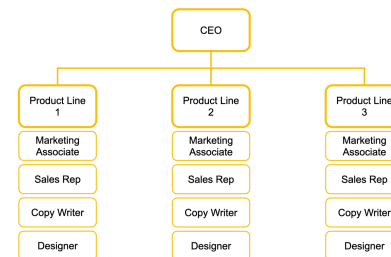 CEO
Product Line
1
Product Line
2
Product Line
3
Marketing
Associate
Marketing
Associate
Marketing
Associate
Sales Rep
Sales Rep
Sales Rep
Copy Writer
Copy Writer
Copy Writer
Designer
Designer
Designer